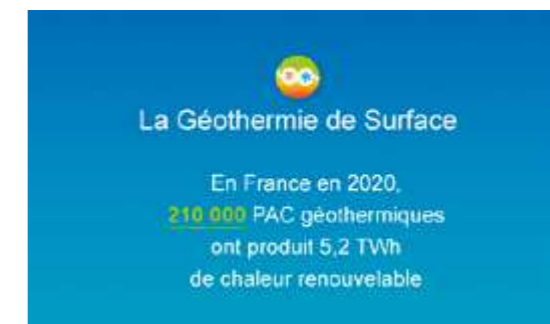 La Géothermie de Surface
En France en 2020,
210 000 PAC géothermiques
ont produit 5,2 TWh
de chaleur renouvelable